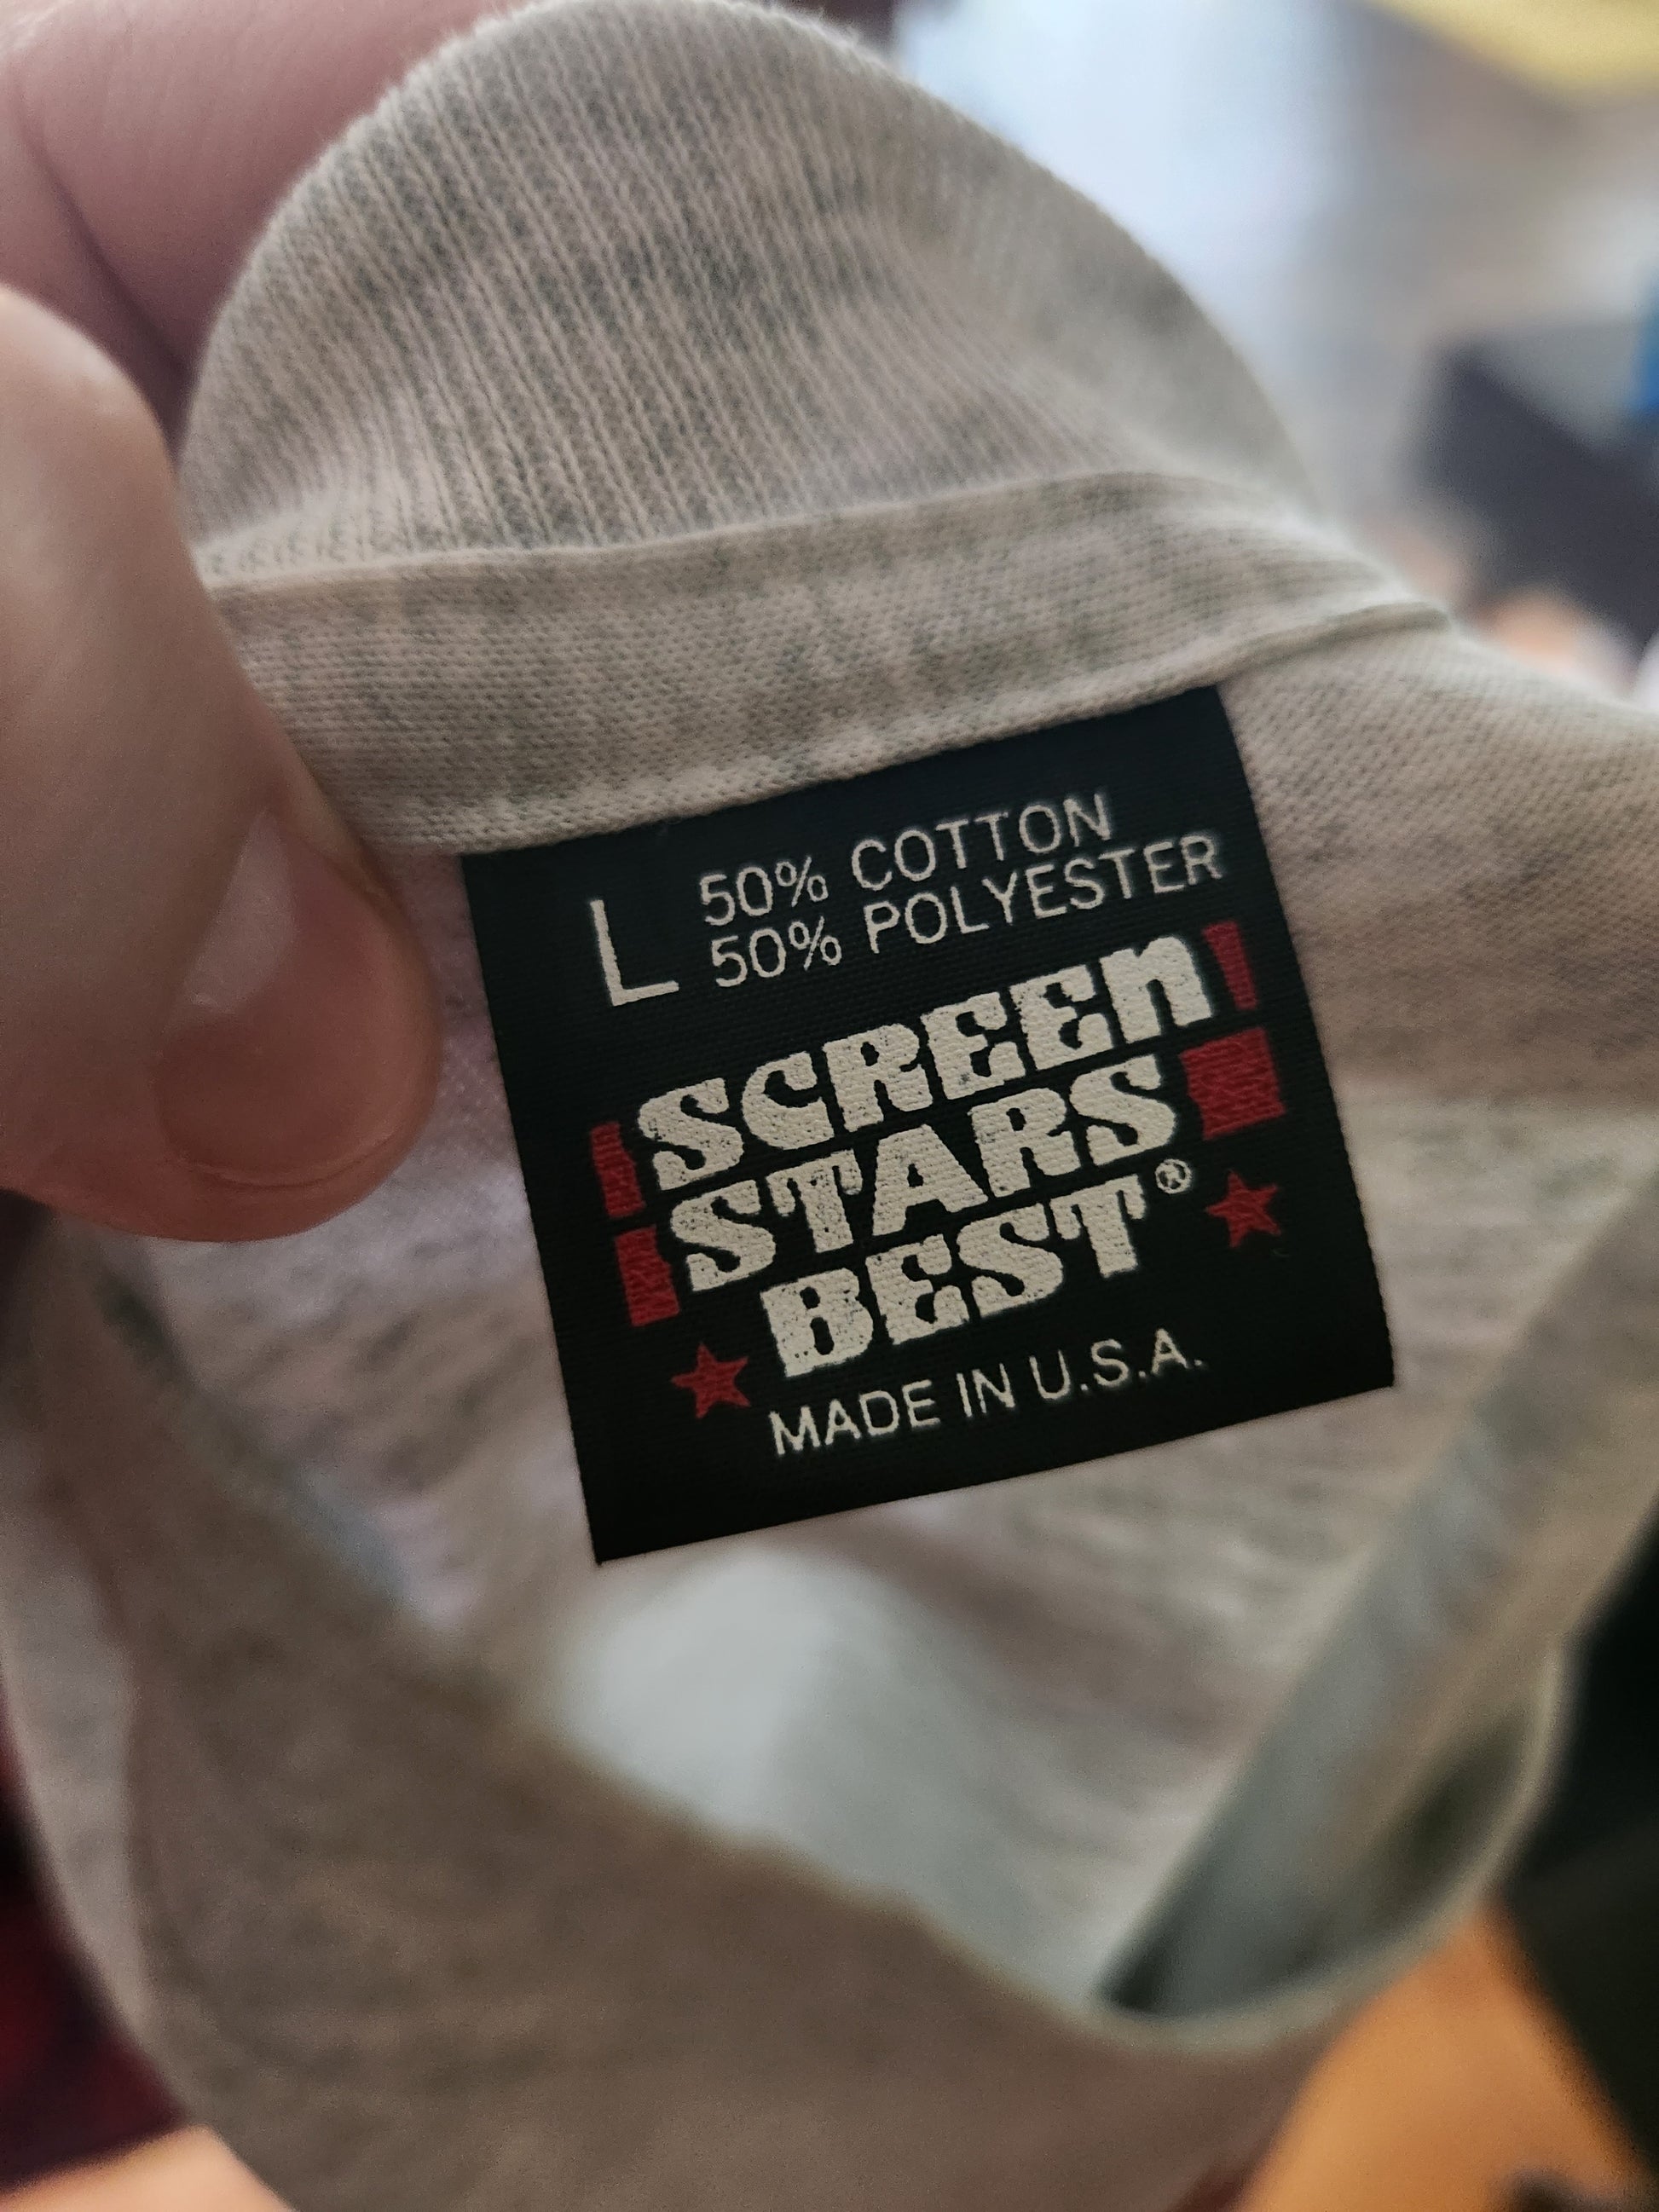 L 50% COTTON
50% POLYESTER
SCREEN
STARS
BEST®
MADE IN U.S.A.